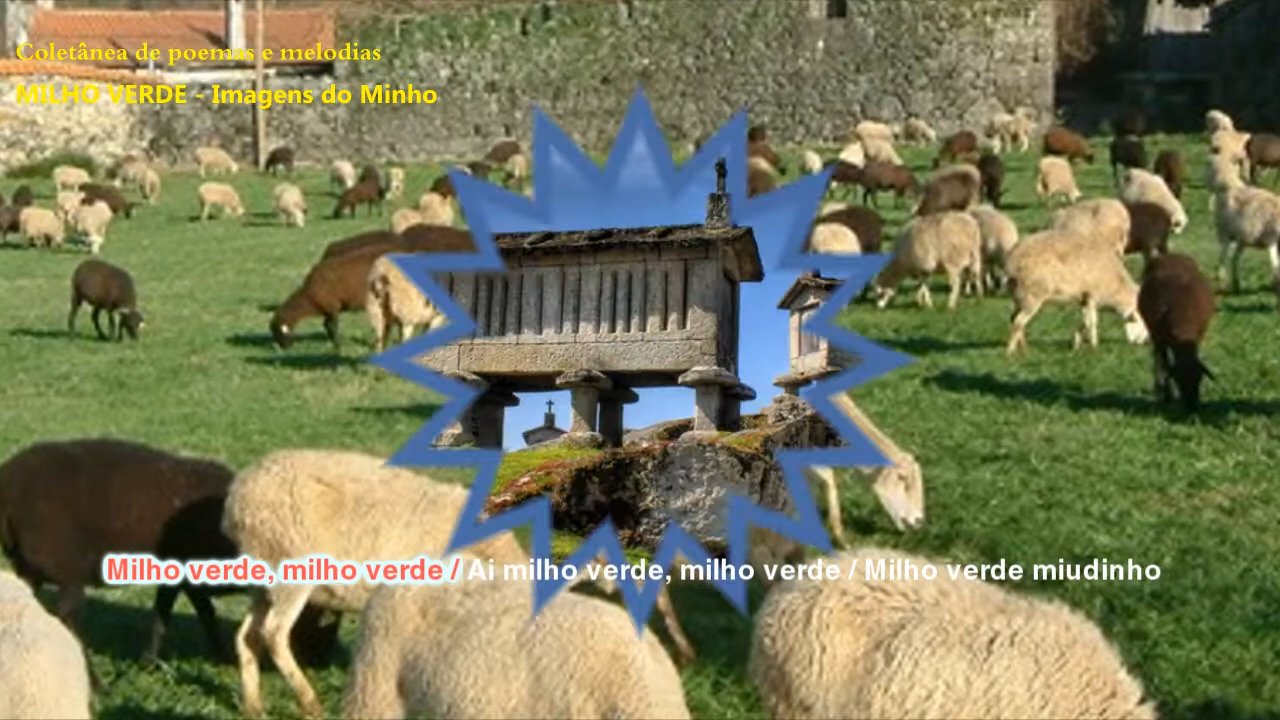 Coletânea de poemas e melodias
MILHO VERDE - Imagens do Minho
Milho verde, milho verde / Ai milho verde, milho verde / Milho verde miudinho